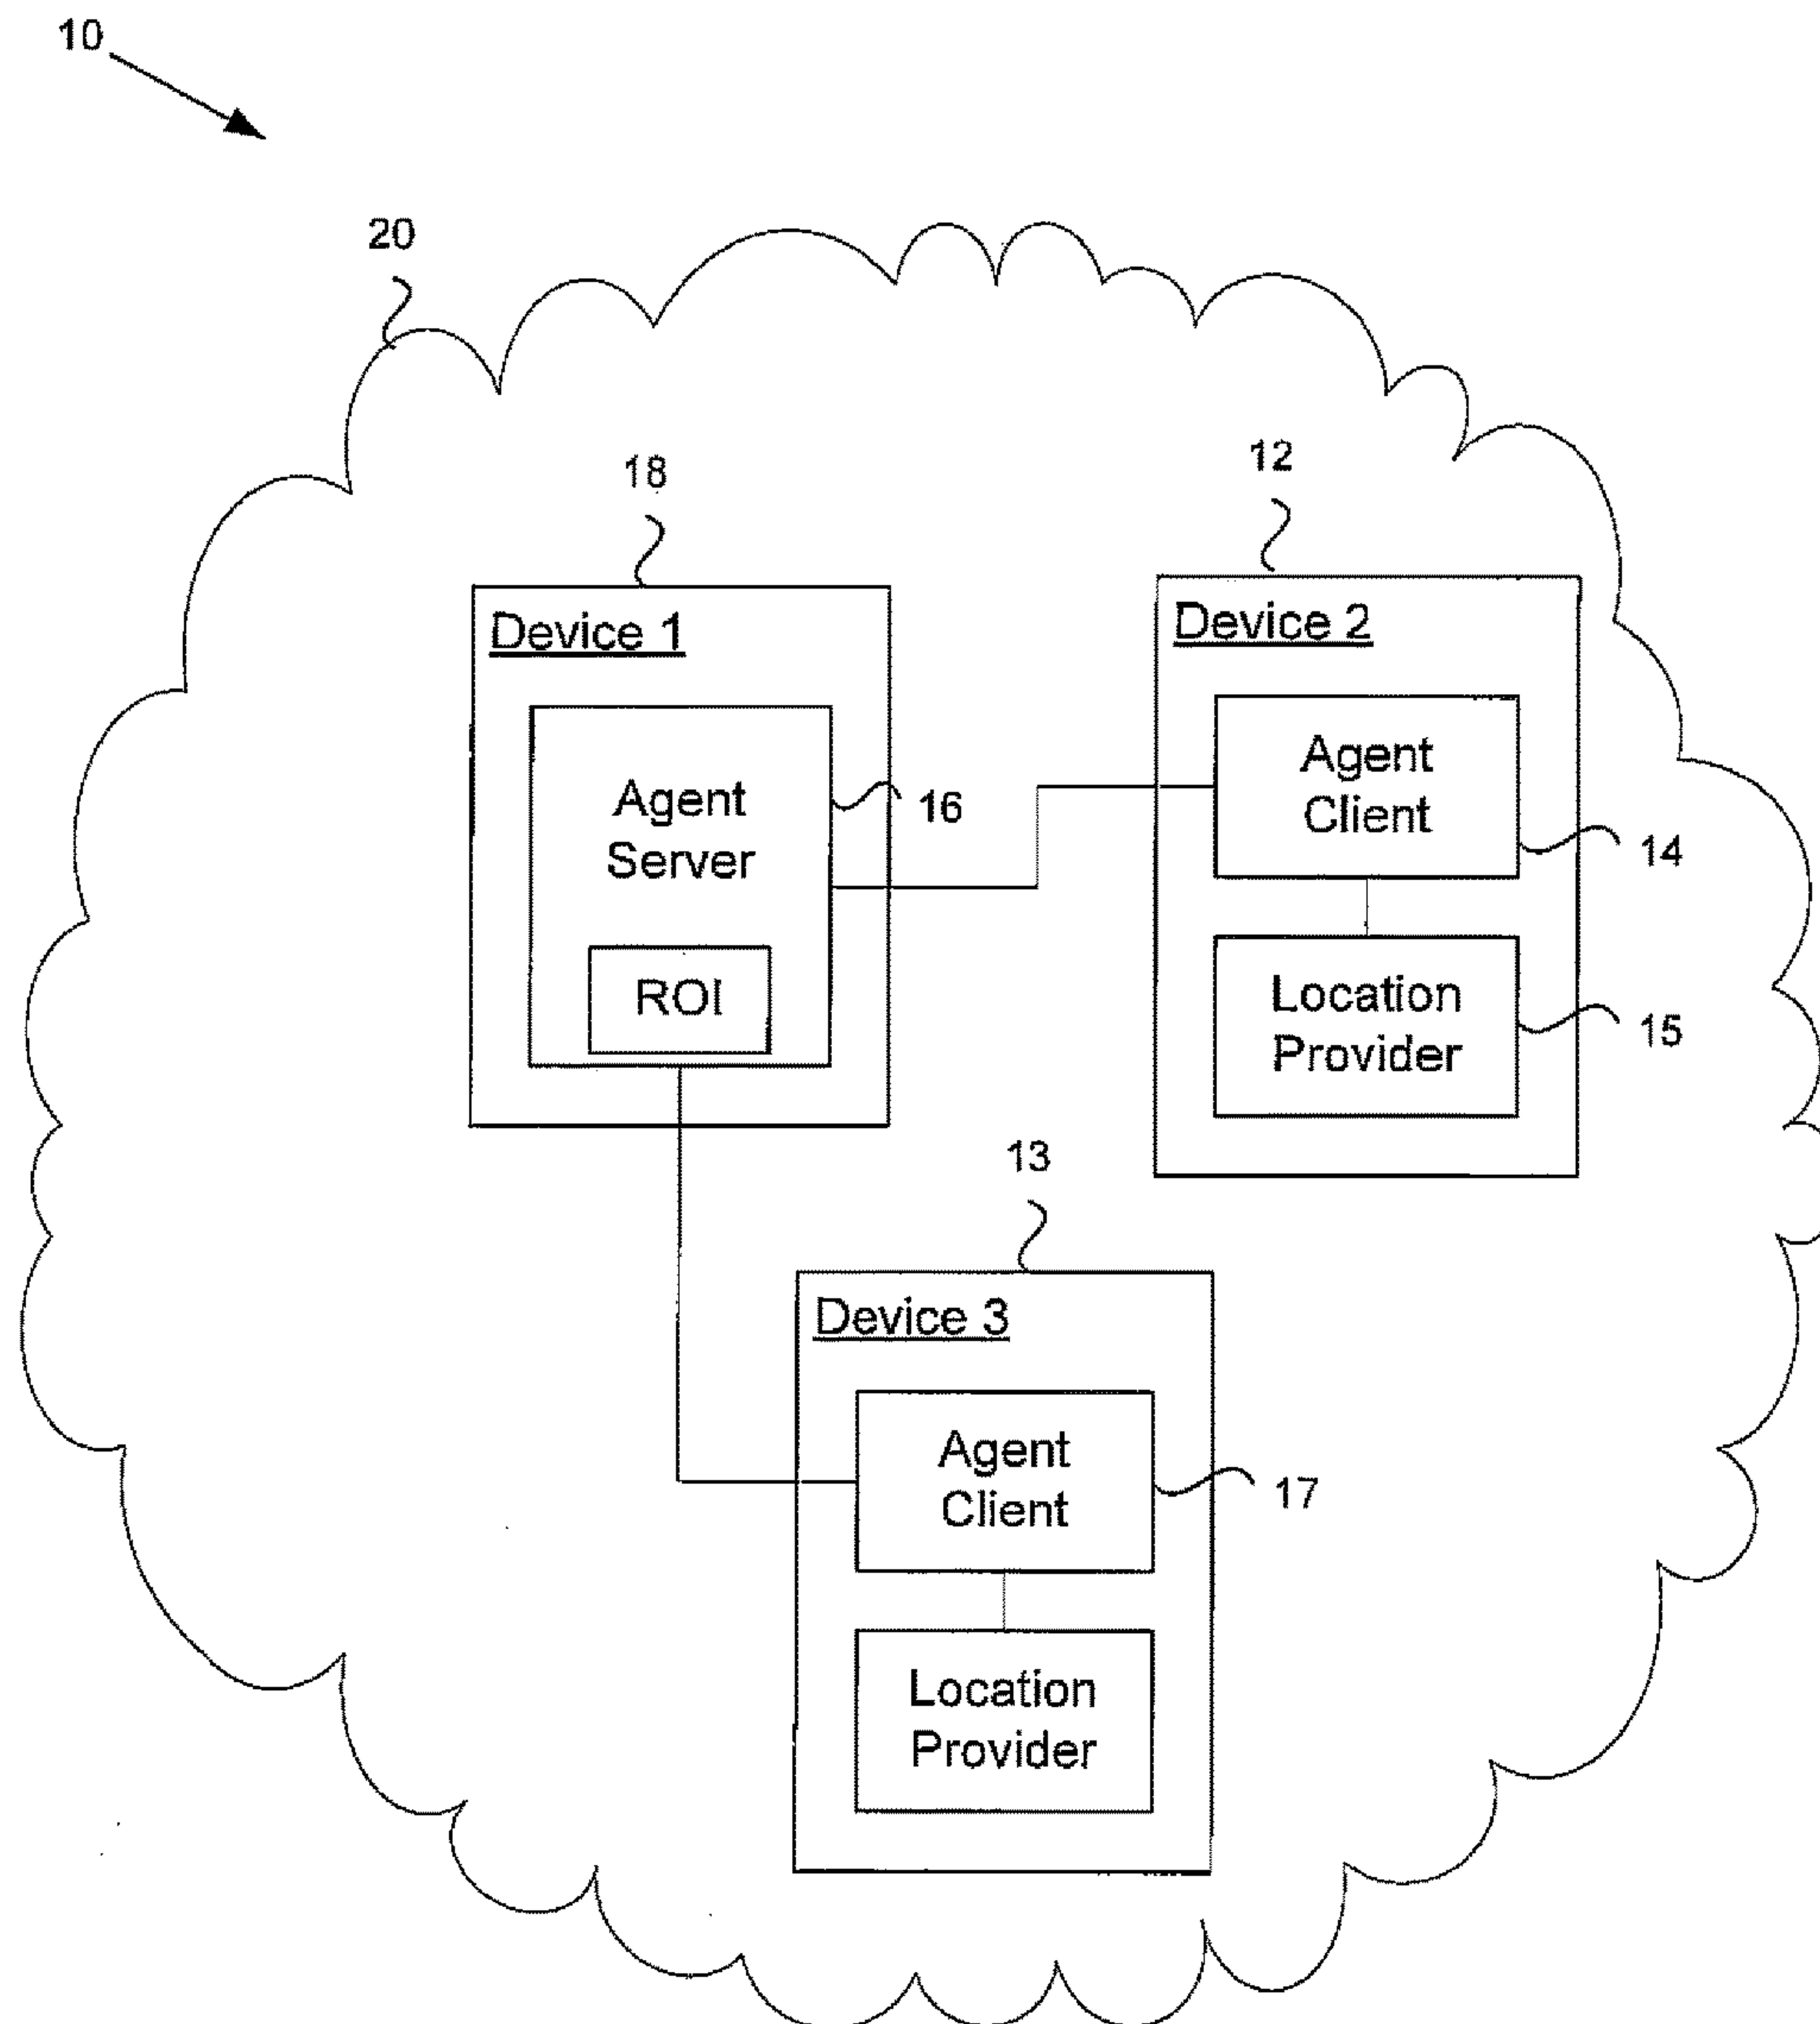 10
20
18
12
Device 1
Device 2
Agent
Server
16
Agent
Client
14
ROI
Location
Provider
15
13
Device 3
Agent
Client
17
Location
Provider